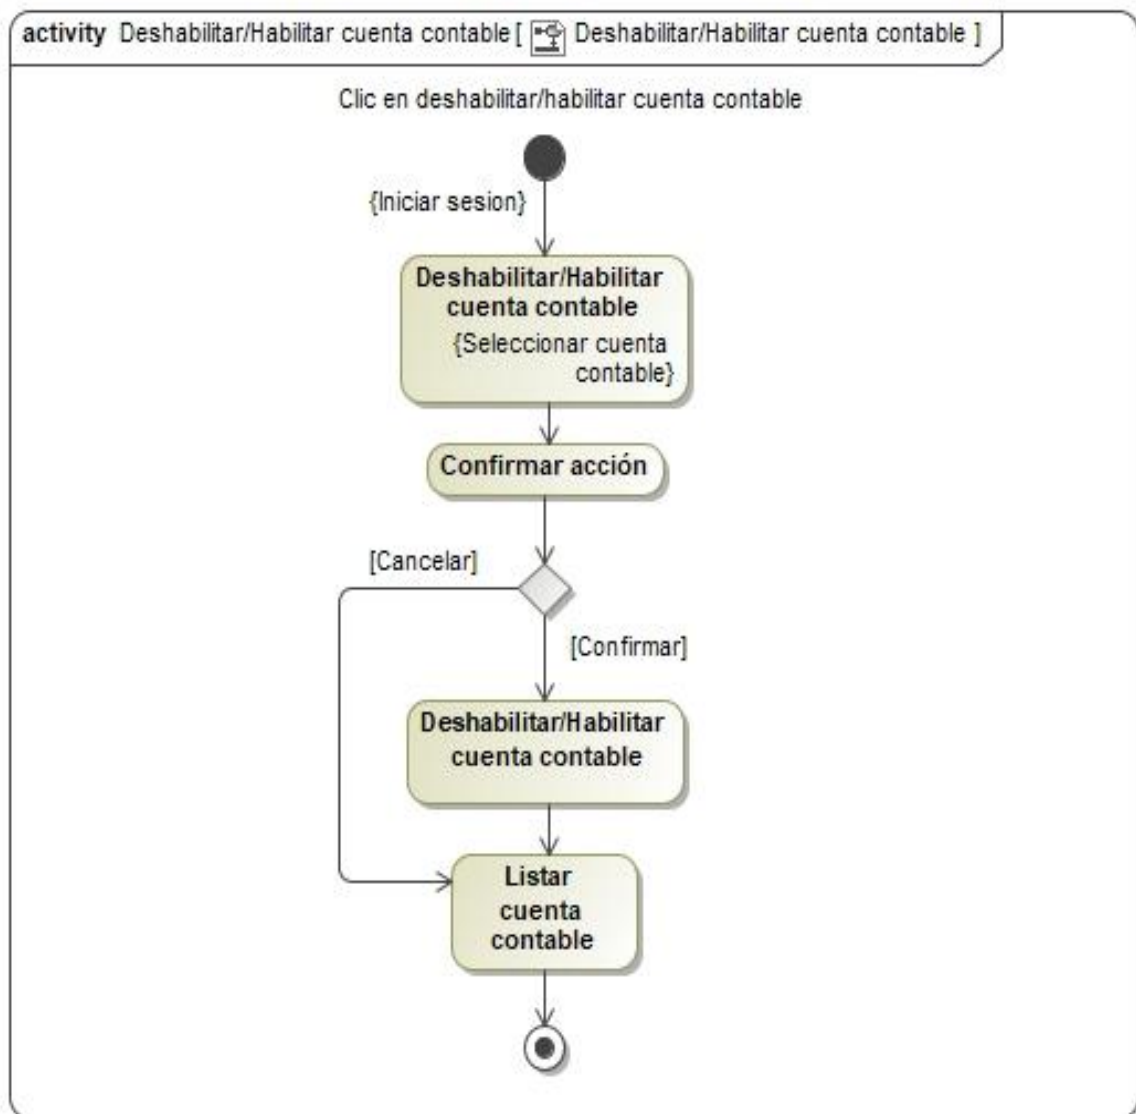 activity Deshabilitar/Habilitar cuenta contable [ Deshabilitar/Habilitar cuenta contable ]
Clic en deshabilitar/habilitar cuenta contable
{Iniciar sesion}
Deshabilitar/Habilitar
cuenta contable
{Seleccionar cuenta
contable}
Confirmar acción
[Cancelar]
[Confirmar]
Deshabilitar/Habilitar
cuenta contable
Listar
cuenta
contable